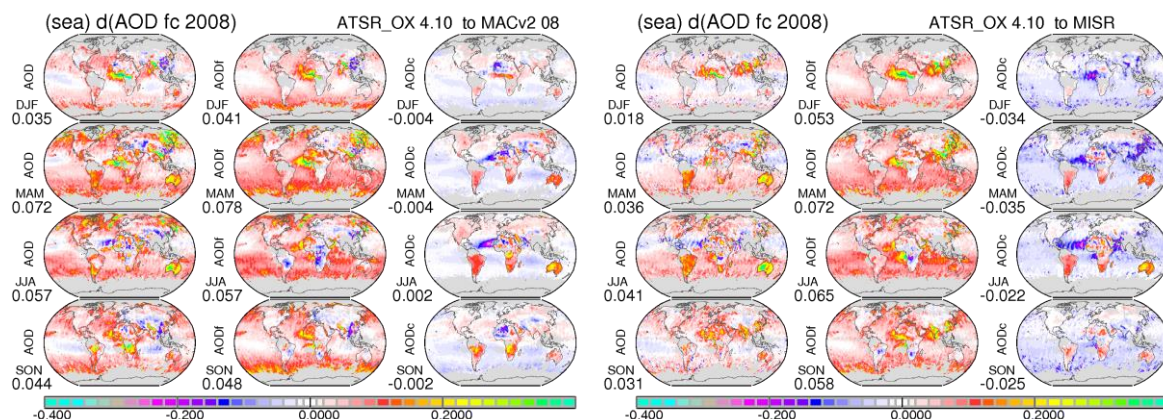 (sea) d(AOD fc 2008) ATSR_OX 4.10 to MACv2 08
AOD AODf AODc
DJF DJF DJF
0.035 0.041 -0.004
AOD AODf AODc
MAM MAM MAM
0.072 0.078 -0.004
AOD AODf AODc
JJA JJA JJA
0.057 0.057 0.002
AOD AODf AODc
SON SON SON
0.044 0.048 -0.002
-0.400 -0.200 0.0000 0.2000
(sea) d(AOD fc 2008) ATSR_OX 4.10 to MISR
AOD AODf AODc
DJF DJF DJF
0.018 0.053 -0.034
AOD AODf AODc
MAM MAM MAM
0.036 0.072 -0.035
AOD AODf AODc
JJA JJA JJA
0.041 0.065 -0.022
AOD AODf AODc
SON SON SON
0.031 0.058 -0.025
-0.400 -0.200 0.0000 0.2000